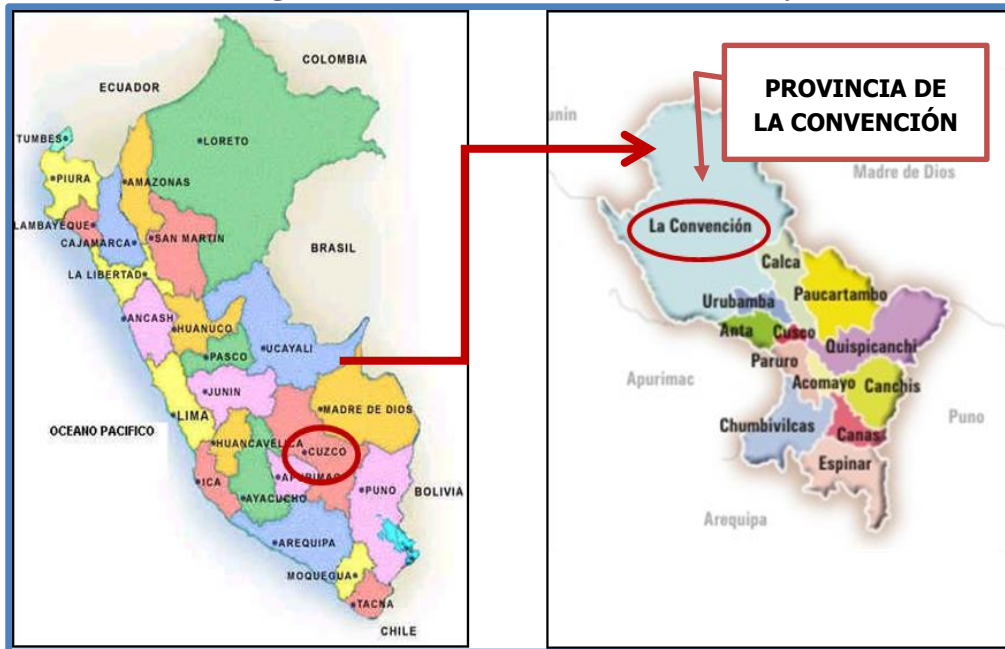 COLOMBIA
ECUADOR
TUMBES
LORETO
PIURA
AMAZONAS
LAMBAYEQUE
SAN MARTIN
CAJAMARCA
BRASIL
LA LIBERTAD
ANCASH
HUANUCO
UCAYALI
PASCO
JUNIN
LIMA
MADRE DE DIOS
OCEANO PACIFICO
HUANCAVELICA
CUZCO
ICA
APURIMAC
AYACUCHO
PUNO
BOLIVIA
AREQUIPA
MOQUEGUA
TACNA
CHILE
PROVINCIA DE
LA CONVENCIÓN
Madre de Dios
La Convención
Calca
Paucartambo
Urubamba
Anta
Cusco
Quispicanchi
Paruro
Apurimac
Acomayo
Canchis
Puno
Chumbivilcas
Canas
Espinar
Arequipa